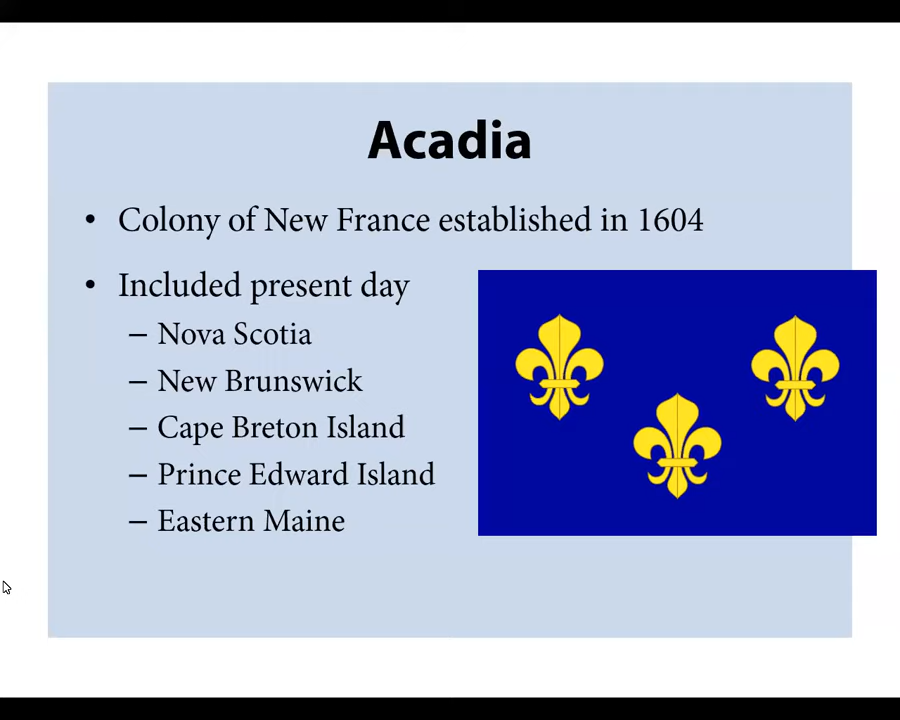 Acadia
• Colony of New France established in 1604
• Included present day
– Nova Scotia
– New Brunswick
– Cape Breton Island
– Prince Edward Island
– Eastern Maine